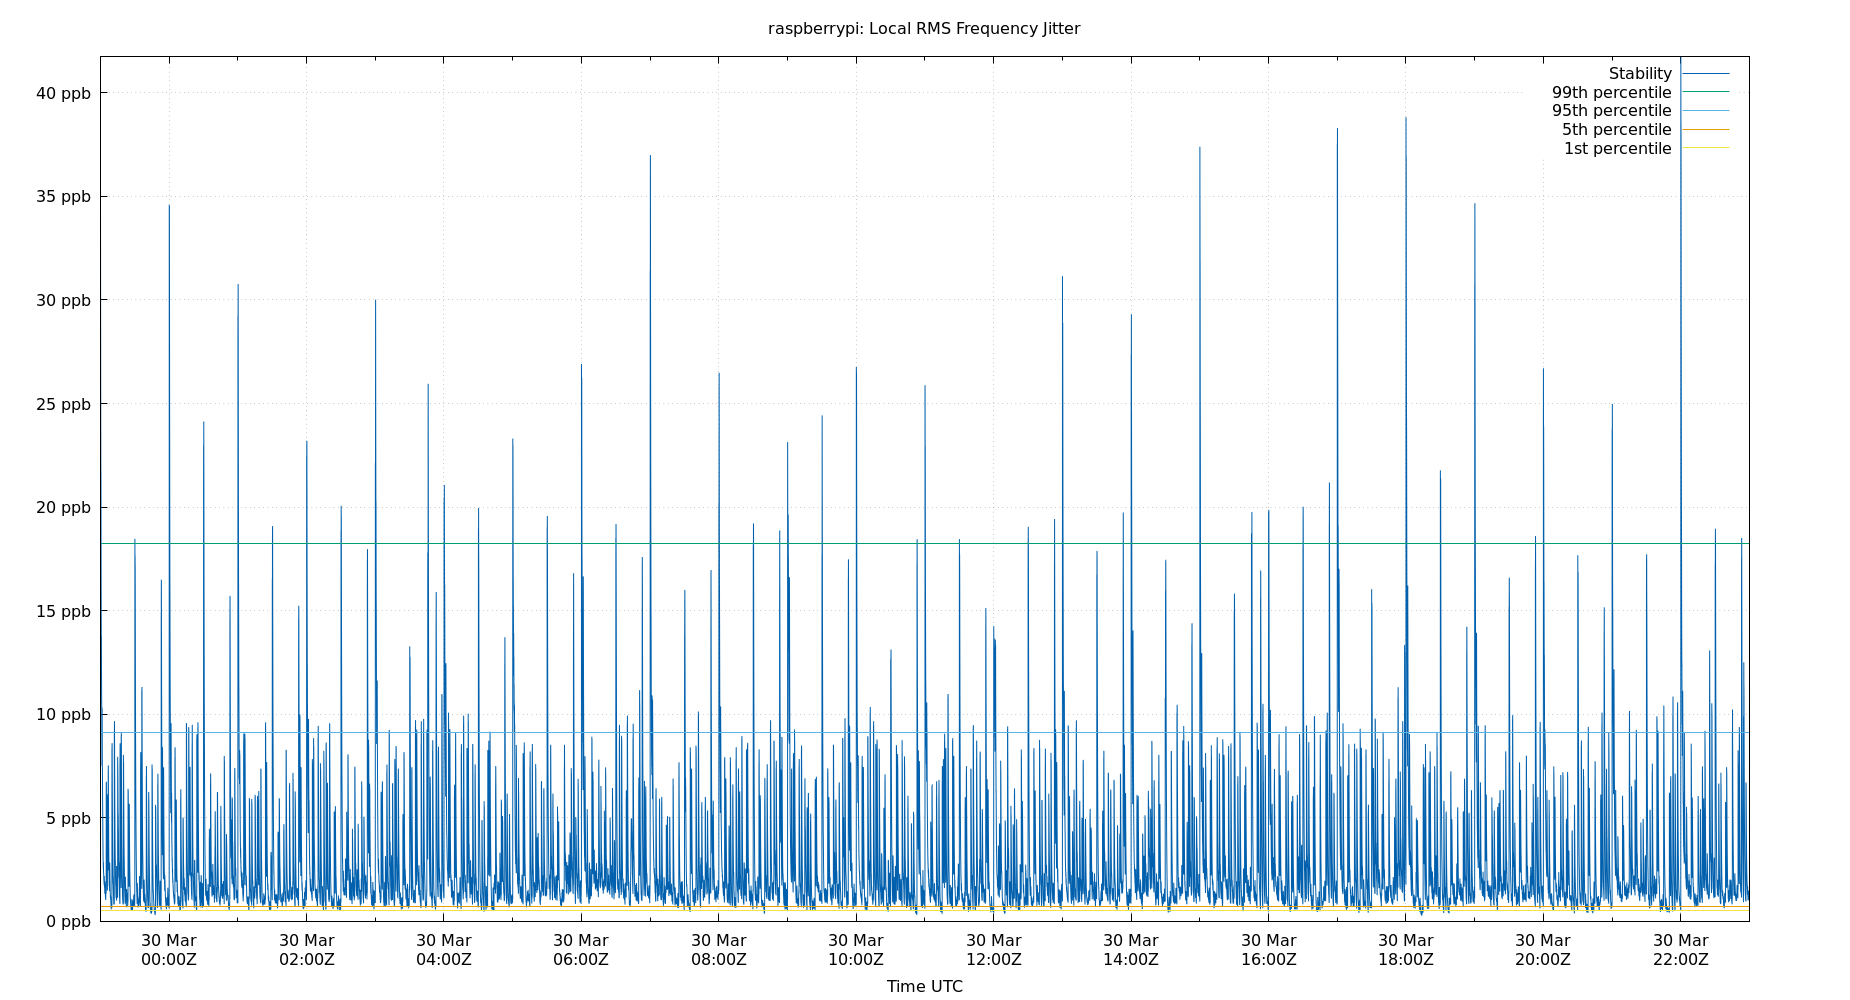 raspberrypi: Local RMS Frequency Jitter
Stability
99th percentile
95th percentile
5th percentile
1st percentile
40 ppb
35 ppb
30 ppb
25 ppb
20 ppb
15 ppb
10 ppb
5 ppb
0 ppb
30 Mar 30 Mar 30 Mar 30 Mar 30 Mar 30 Mar 30 Mar 30 Mar 30 Mar 30 Mar 30 Mar 30 Mar
00:00Z 02:00Z 04:00Z 06:00Z 08:00Z 10:00Z 12:00Z 14:00Z 16:00Z 18:00Z 20:00Z 22:00Z
Time UTC